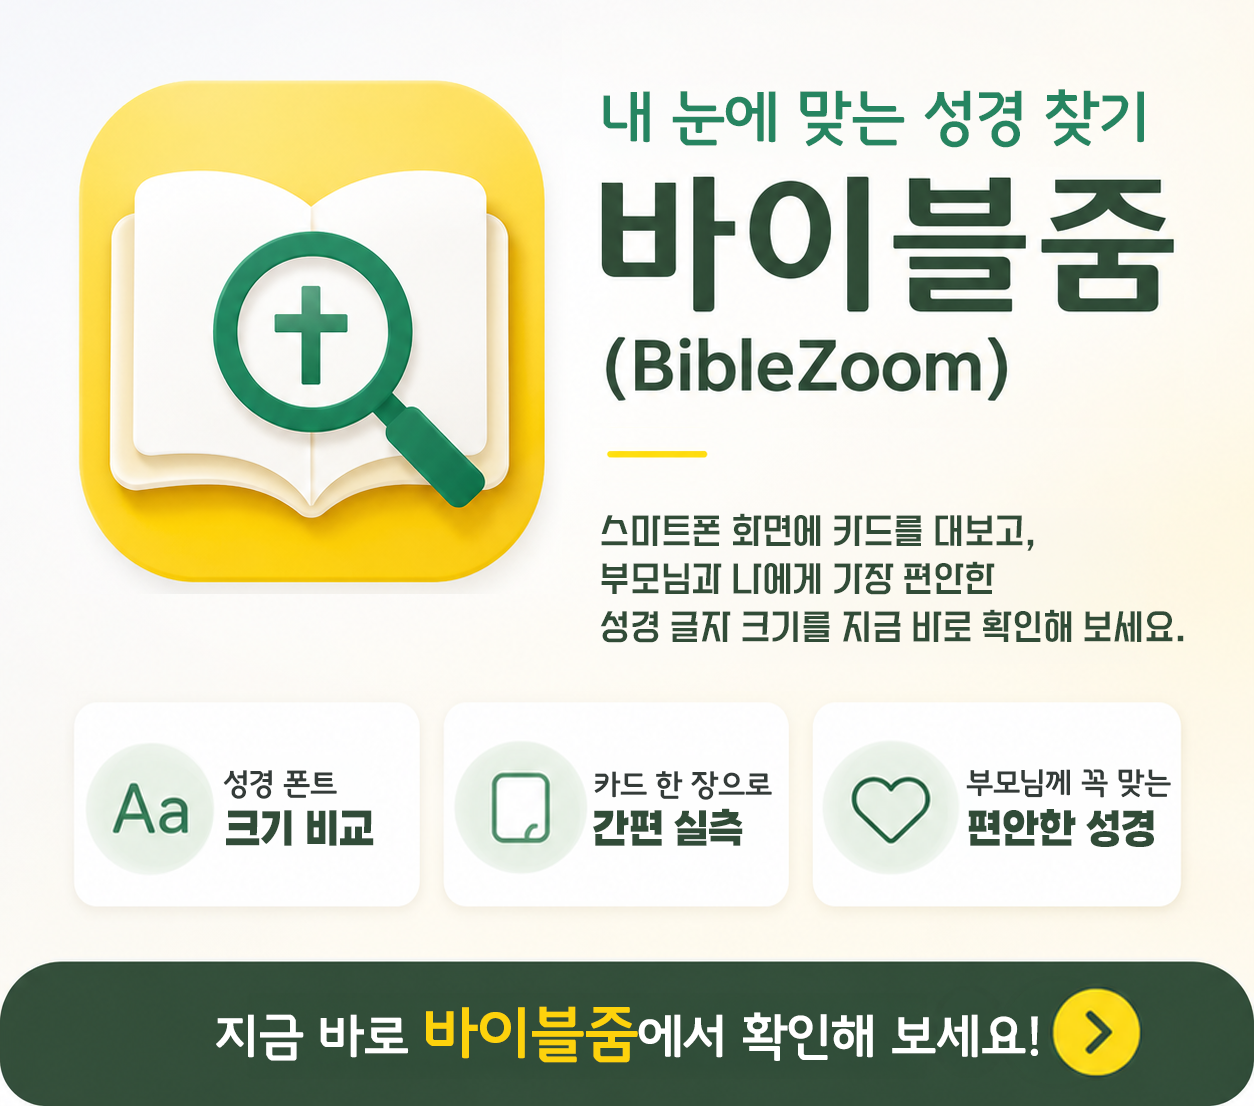 내 눈에 맞는 성경 찾기
바이블줌
(BibleZoom)
스마트폰 화면에 카드를 대보고,
부모님과 나에게 가장 편안한
성경 글자 크기를 지금 바로 확인해 보세요.
Aa
성경 폰트
크기 비교
카드 한 장으로
간편 실측
부모님께 꼭 맞는
편안한 성경
지금 바로 바이블줌에서 확인해 보세요!